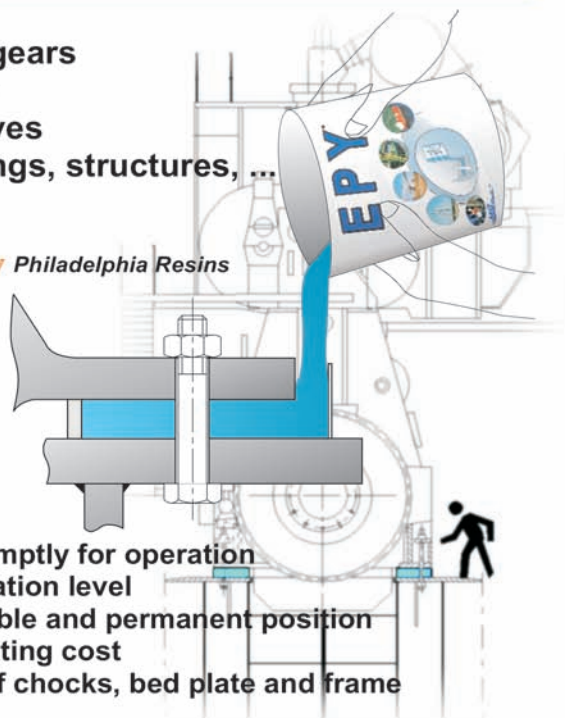 gears
ves
ngs, structures, ...
EPY
Philadelphia Resins
mptly for operation
ation level
ble and permanent position
ting cost
f chocks, bed plate and frame